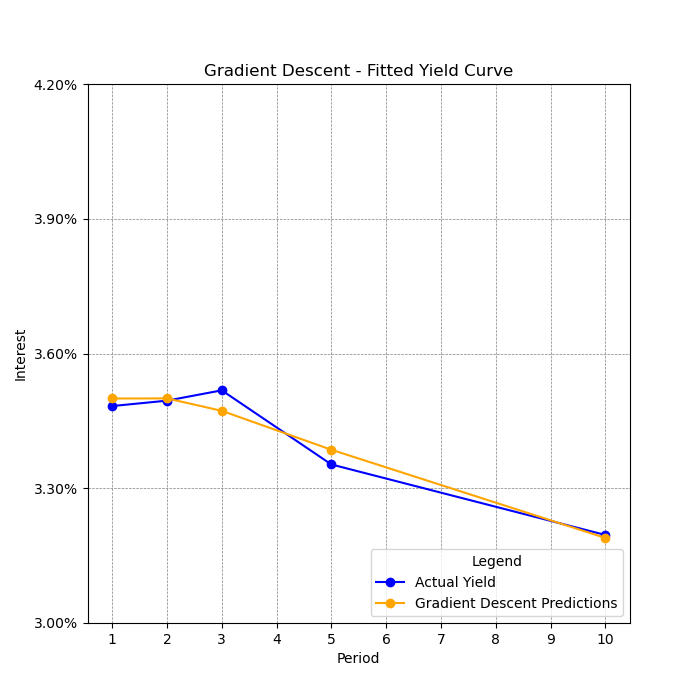 Gradient Descent - Fitted Yield Curve
4.20%
3.90%
3.60%
3.30%
3.00%
Interest
Legend
Actual Yield
Gradient Descent Predictions
1 2 3 4 5 6 7 8 9 10
Period